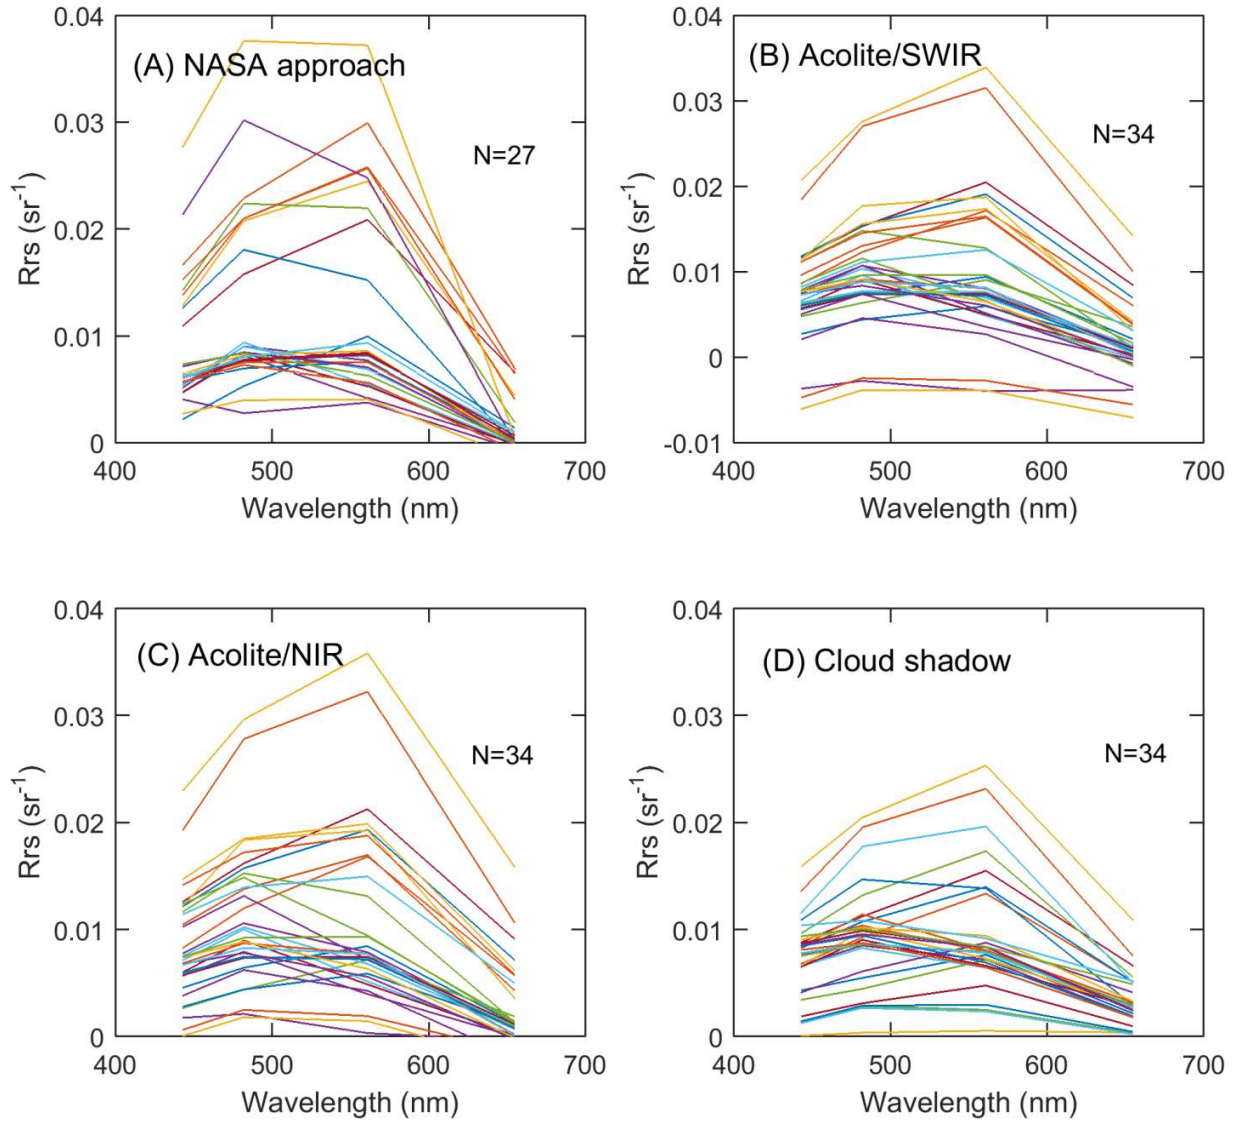 0.04
(A) NASA approach
0.03
N=27
Rrs (sr⁻¹)
0.02
0.01
0
400
500
600
700
Wavelength (nm)
0.04
(B) Acolite/SWIR
0.03
N=34
Rrs (sr⁻¹)
0.02
0.01
0
-0.01
400
500
600
700
Wavelength (nm)
0.04
(C) Acolite/NIR
0.03
N=34
Rrs (sr⁻¹)
0.02
0.01
0
400
500
600
700
Wavelength (nm)
0.04
(D) Cloud shadow
0.03
N=34
Rrs (sr⁻¹)
0.02
0.01
0
400
500
600
700
Wavelength (nm)